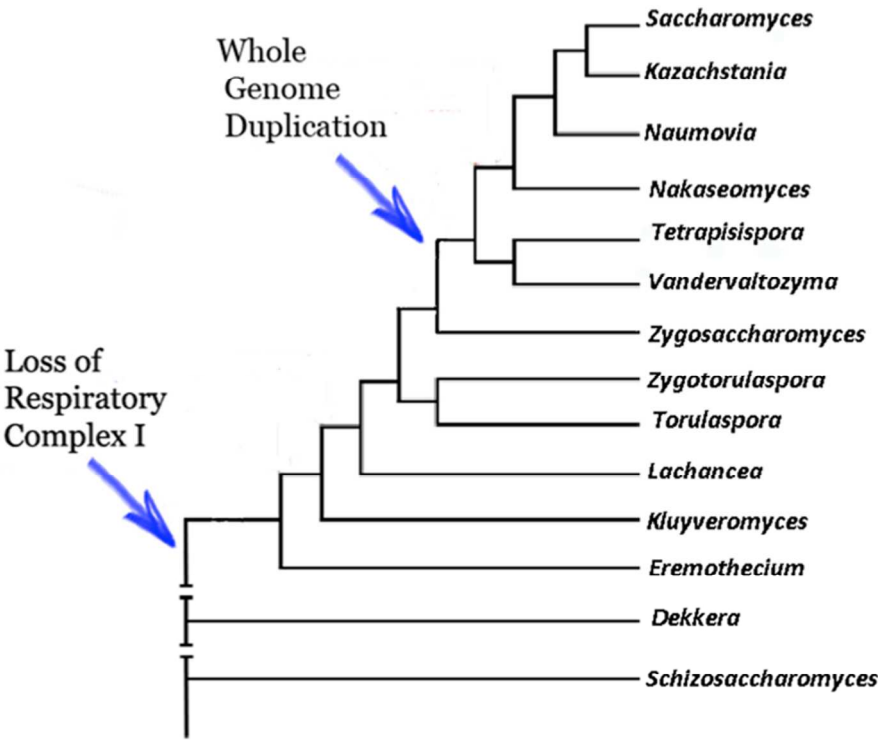 Whole
Genome
Duplication
Loss of
Respiratory
Complex I
Saccharomyces
Kazachstania
Naumovia
Nakaseomyces
Tetrapisispora
Vandervaltozyma
Zygosaccharomyces
Zygotorulaspora
Torulaspora
Lachancea
Kluyveromyces
Eremothecium
Dekkera
Schizosaccharomyces